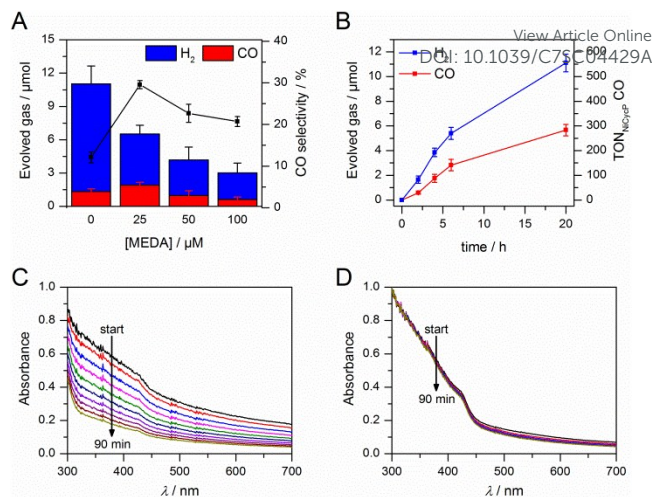 View Article Online
DOI: 10.1039/C7SC04429A
A
H₂ CO
Evolved gas / μmol
15
12
9
6
3
0
40
30
20
10
0
CO selectivity / %
0 25 50 100
[MEDA] / μM
B
H₂
CO
Evolved gas / μmol
12
10
8
6
4
2
0
600
500
400
300
200
100
0
TON_NiCycP CO
0 5 10 15 20
time / h
C
Absorbance
1.0
0.8
0.6
0.4
0.2
0.0
start
90 min
300 400 500 600 700
λ / nm
D
Absorbance
1.0
0.8
0.6
0.4
0.2
0.0
start
90 min
300 400 500 600 700
λ / nm